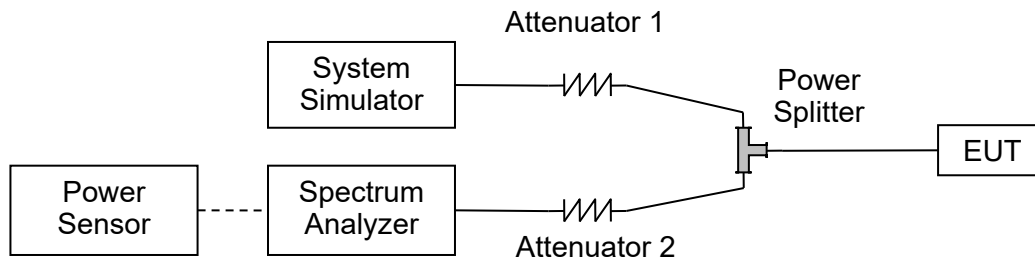 Attenuator 1
System
Simulator
Power
Splitter
EUT
Power
Sensor
Spectrum
Analyzer
Attenuator 2